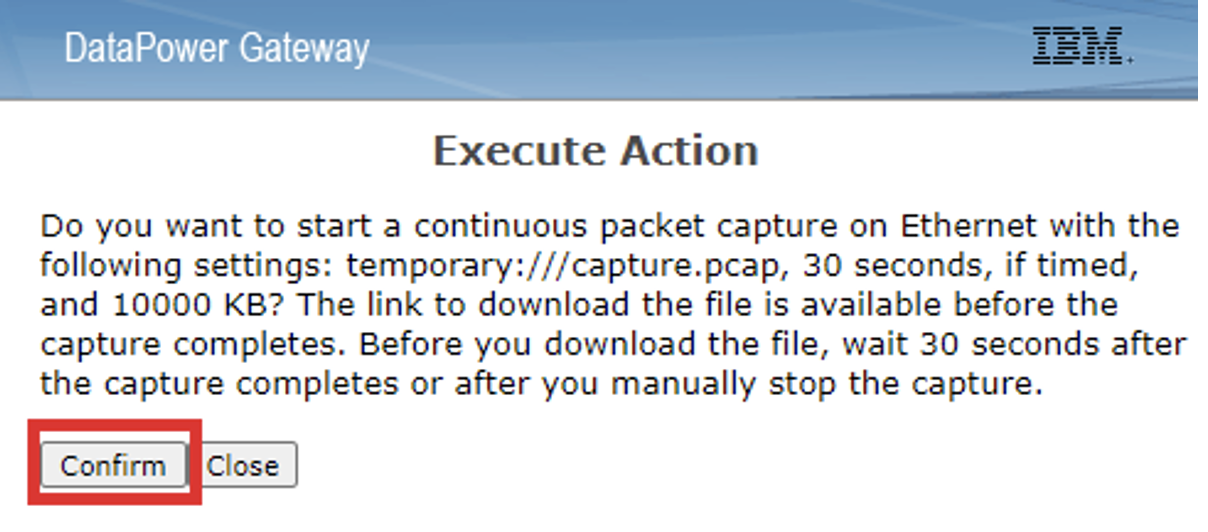 DataPower Gateway
IBM.
Execute Action
Do you want to start a continuous packet capture on Ethernet with the
following settings: temporary:///capture.pcap, 30 seconds, if timed,
and 10000 KB? The link to download the file is available before the
capture completes. Before you download the file, wait 30 seconds after
the capture completes or after you manually stop the capture.
Confirm Close